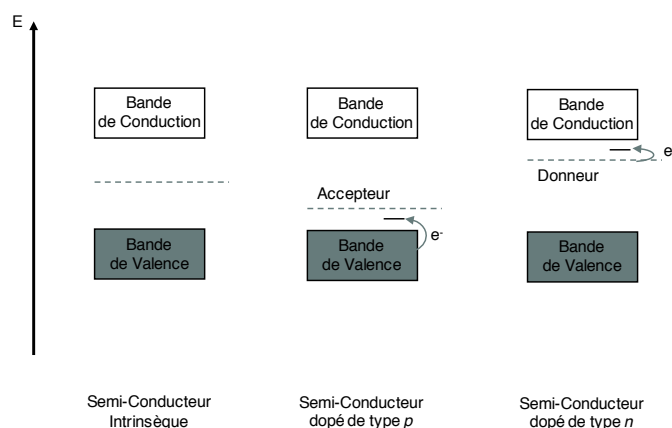 E
Bande
de Conduction
Bande
de Conduction
Bande
de Conduction
e
Donneur
Accepteur
Bande
de Valence
Bande
de Valence
e-
Bande
de Valence
Semi-Conducteur
Intrinsèque
Semi-Conducteur
dopé de type p
Semi-Conducteur
dopé de type n